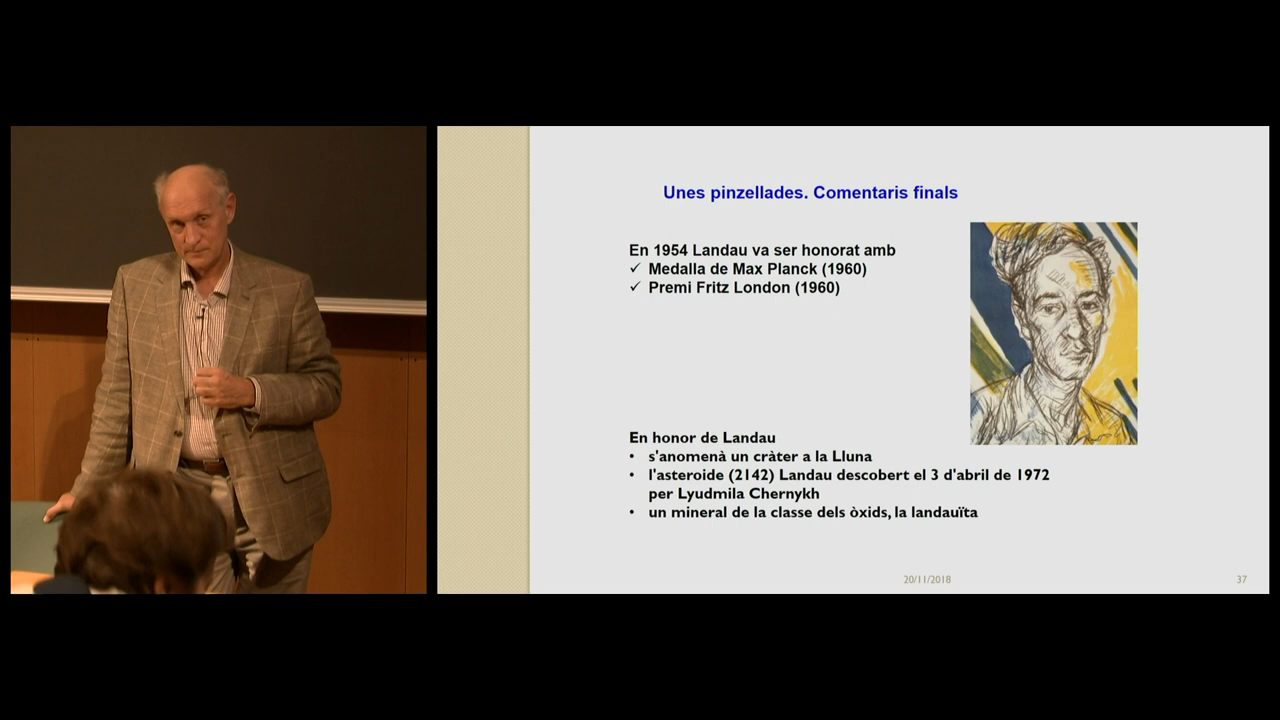 Unes pinzellades. Comentaris finals
En 1954 Landau va ser honorat amb
✓ Medalla de Max Planck (1960)
✓ Premi Fritz London (1960)
En honor de Landau
• s'anomenà un cràter a la Lluna
• l'asteroide (2142) Landau descobert el 3 d'abril de 1972
per Lyudmila Chernykh
• un mineral de la classe dels òxids, la landauïta
20/11/2018
37